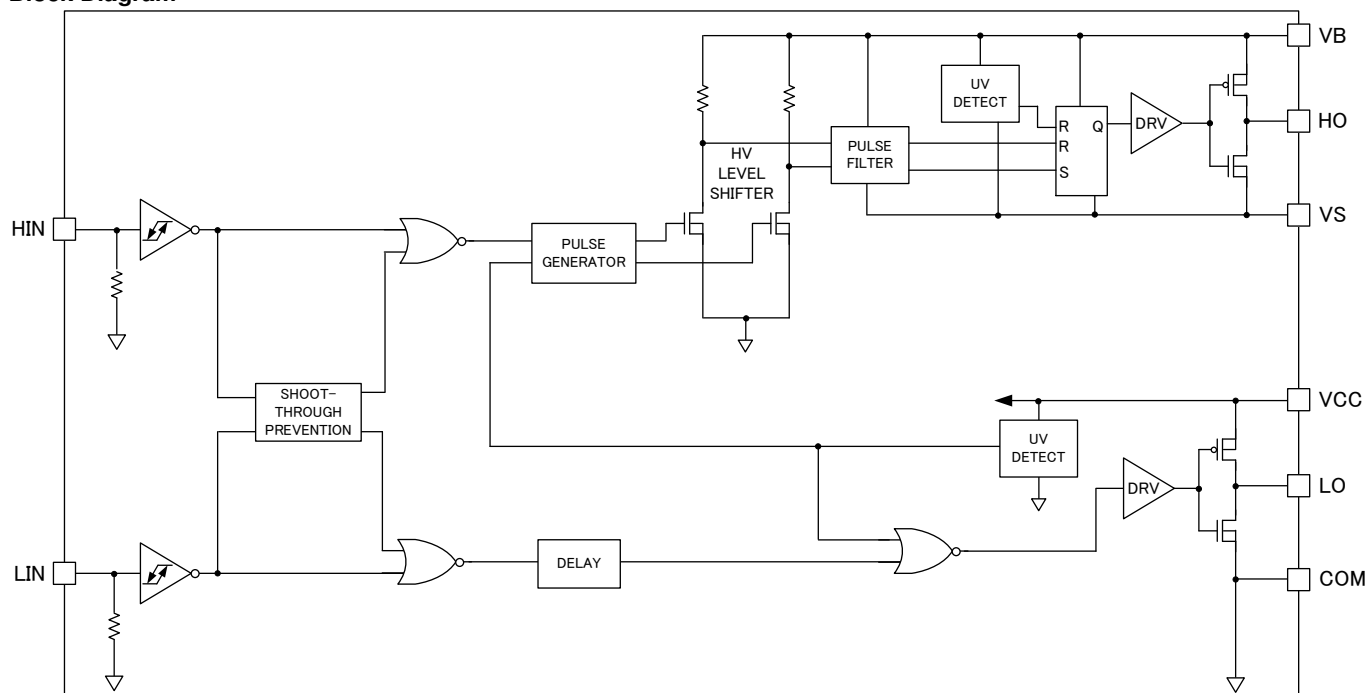 Block Diagram
VB
UV
DETECT
R
Q
DRV
HO
R
PULSE
FILTER
HV
LEVEL
SHIFTER
S
HIN
VS
PULSE
GENERATOR
SHOOT-
THROUGH
PREVENTION
VCC
UV
DETECT
DRV
LO
LIN
DELAY
COM